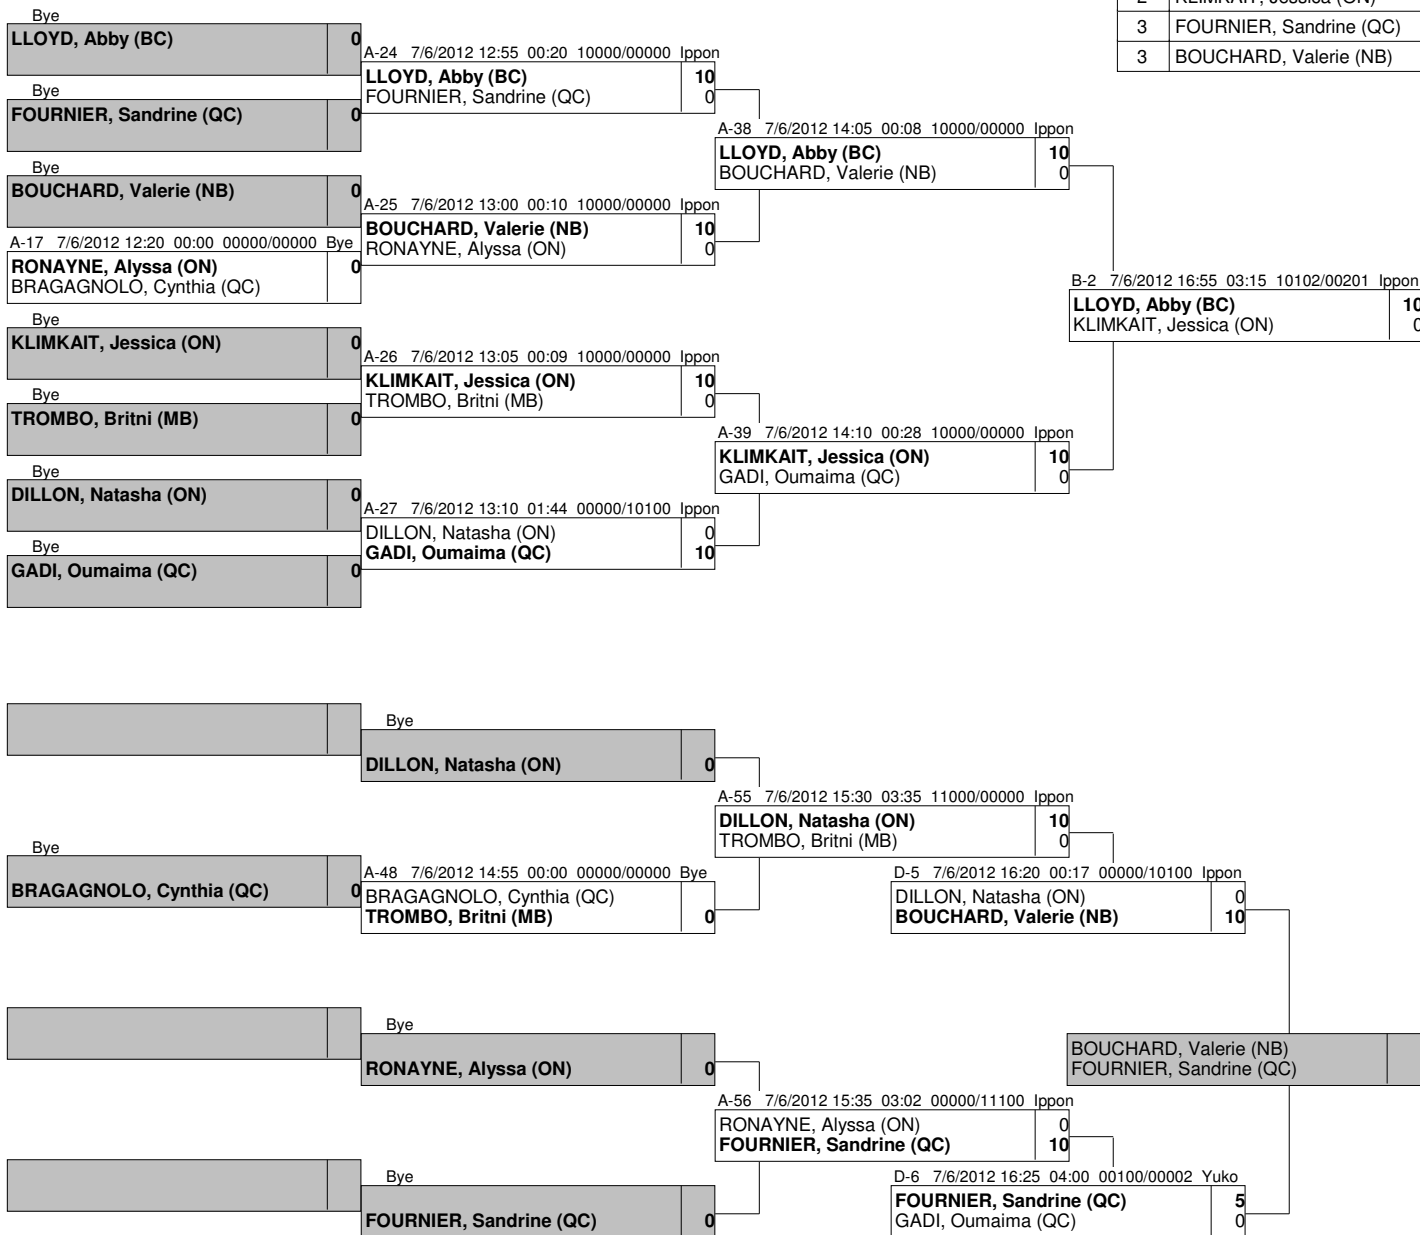 2 KLIMKAIT, Jessica (ON)
3 FOURNIER, Sandrine (QC)
3 BOUCHARD, Valerie (NB)
Bye
LLOYD, Abby (BC) 0
A-24 7/6/2012 12:55 00:20 10000/00000 Ippon
LLOYD, Abby (BC) 10
FOURNIER, Sandrine (QC) 0
Bye
FOURNIER, Sandrine (QC) 0
A-38 7/6/2012 14:05 00:08 10000/00000 Ippon
LLOYD, Abby (BC) 10
BOUCHARD, Valerie (NB) 0
Bye
BOUCHARD, Valerie (NB) 0
A-25 7/6/2012 13:00 00:10 10000/00000 Ippon
BOUCHARD, Valerie (NB) 10
RONAYNE, Alyssa (ON) 0
A-17 7/6/2012 12:20 00:00 00000/00000 Bye
RONAYNE, Alyssa (ON) 0
BRAGAGNOLO, Cynthia (QC)
B-2 7/6/2012 16:55 03:15 10102/00201 Ippon
LLOYD, Abby (BC) 10
KLIMKAIT, Jessica (ON) 0
Bye
KLIMKAIT, Jessica (ON) 0
A-26 7/6/2012 13:05 00:09 10000/00000 Ippon
KLIMKAIT, Jessica (ON) 10
TROMBO, Britni (MB) 0
Bye
TROMBO, Britni (MB) 0
A-39 7/6/2012 14:10 00:28 10000/00000 Ippon
KLIMKAIT, Jessica (ON) 10
GADI, Oumaima (QC) 0
Bye
DILLON, Natasha (ON) 0
A-27 7/6/2012 13:10 01:44 00000/10100 Ippon
DILLON, Natasha (ON) 0
GADI, Oumaima (QC) 10
Bye
GADI, Oumaima (QC) 0
Bye
DILLON, Natasha (ON) 0
A-55 7/6/2012 15:30 03:35 11000/00000 Ippon
DILLON, Natasha (ON) 10
TROMBO, Britni (MB) 0
Bye
BRAGAGNOLO, Cynthia (QC) 0
A-48 7/6/2012 14:55 00:00 00000/00000 Bye
BRAGAGNOLO, Cynthia (QC)
TROMBO, Britni (MB) 0
D-5 7/6/2012 16:20 00:17 00000/10100 Ippon
DILLON, Natasha (ON) 0
BOUCHARD, Valerie (NB) 10
Bye
RONAYNE, Alyssa (ON) 0
BOUCHARD, Valerie (NB)
FOURNIER, Sandrine (QC)
A-56 7/6/2012 15:35 03:02 00000/11100 Ippon
RONAYNE, Alyssa (ON) 0
FOURNIER, Sandrine (QC) 10
Bye
FOURNIER, Sandrine (QC) 0
D-6 7/6/2012 16:25 04:00 00100/00002 Yuko
FOURNIER, Sandrine (QC) 5
GADI, Oumaima (QC) 0